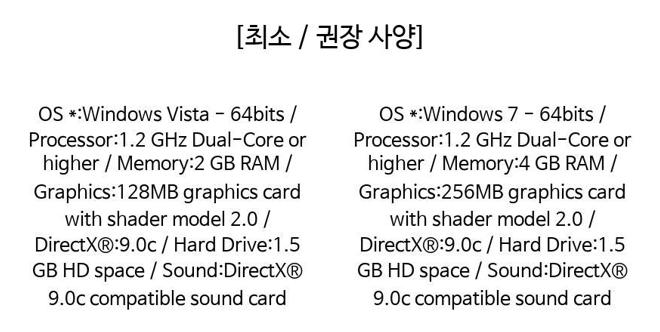 [최소 / 권장 사양]
OS *:Windows Vista - 64bits /
Processor:1.2 GHz Dual-Core or
higher / Memory:2 GB RAM /
Graphics:128MB graphics card
with shader model 2.0 /
DirectX®:9.0c / Hard Drive:1.5
GB HD space / Sound:DirectX®
9.0c compatible sound card
OS *:Windows 7 - 64bits /
Processor:1.2 GHz Dual-Core or
higher / Memory:4 GB RAM /
Graphics:256MB graphics card
with shader model 2.0 /
DirectX®:9.0c / Hard Drive:1.5
GB HD space / Sound:DirectX®
9.0c compatible sound card